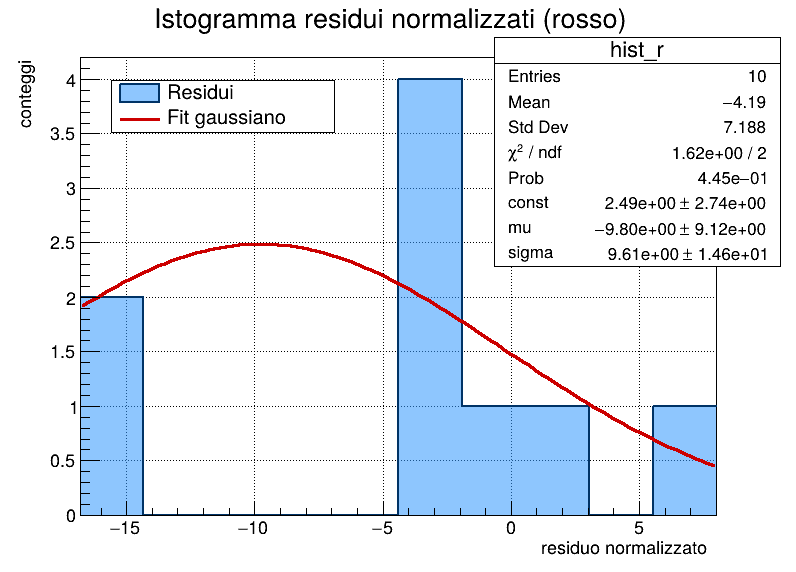 Istogramma residui normalizzati (rosso)
hist_r
Entries 10
Mean −4.19
Std Dev 7.188
χ² / ndf 1.62e+00 / 2
Prob 4.45e−01
const 2.49e+00 ± 2.74e+00
mu −9.80e+00 ± 9.12e+00
sigma 9.61e+00 ± 1.46e+01
Residui
Fit gaussiano
conteggi
4
3.5
3
2.5
2
1.5
1
0.5
0
−15 −10 −5 0 5
residuo normalizzato